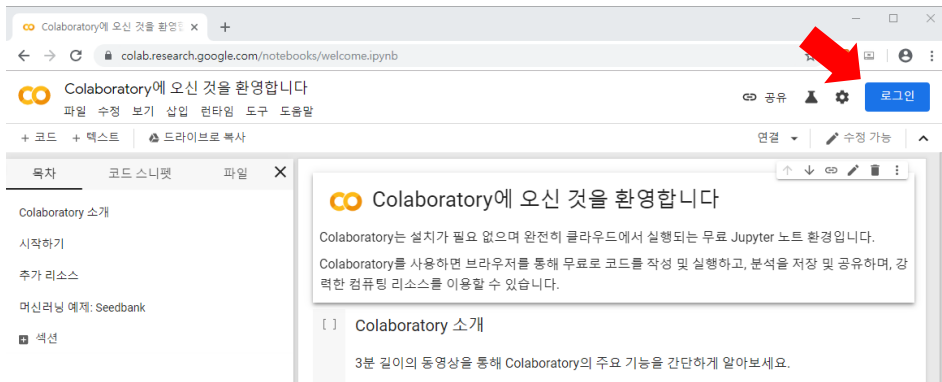 Colaboratory에 오신 것을 환영
colab.research.google.com/notebooks/welcome.ipynb
Colaboratory에 오신 것을 환영합니다
파일 수정 보기 삽입 런타임 도구 도움말
공유
로그인
+ 코드 + 텍스트 드라이브로 복사
연결 수정 가능
목차 코드 스니펫 파일
Colaboratory 소개
시작하기
추가 리소스
머신러닝 예제: Seedbank
섹션
Colaboratory에 오신 것을 환영합니다
Colaboratory는 설치가 필요 없으며 완전히 클라우드에서 실행되는 무료 Jupyter 노트 환경입니다.
Colaboratory를 사용하면 브라우저를 통해 무료로 코드를 작성 및 실행하고, 분석을 저장 및 공유하며, 강
력한 컴퓨팅 리소스를 이용할 수 있습니다.
[ ] Colaboratory 소개
3분 길이의 동영상을 통해 Colaboratory의 주요 기능을 간단하게 알아보세요.